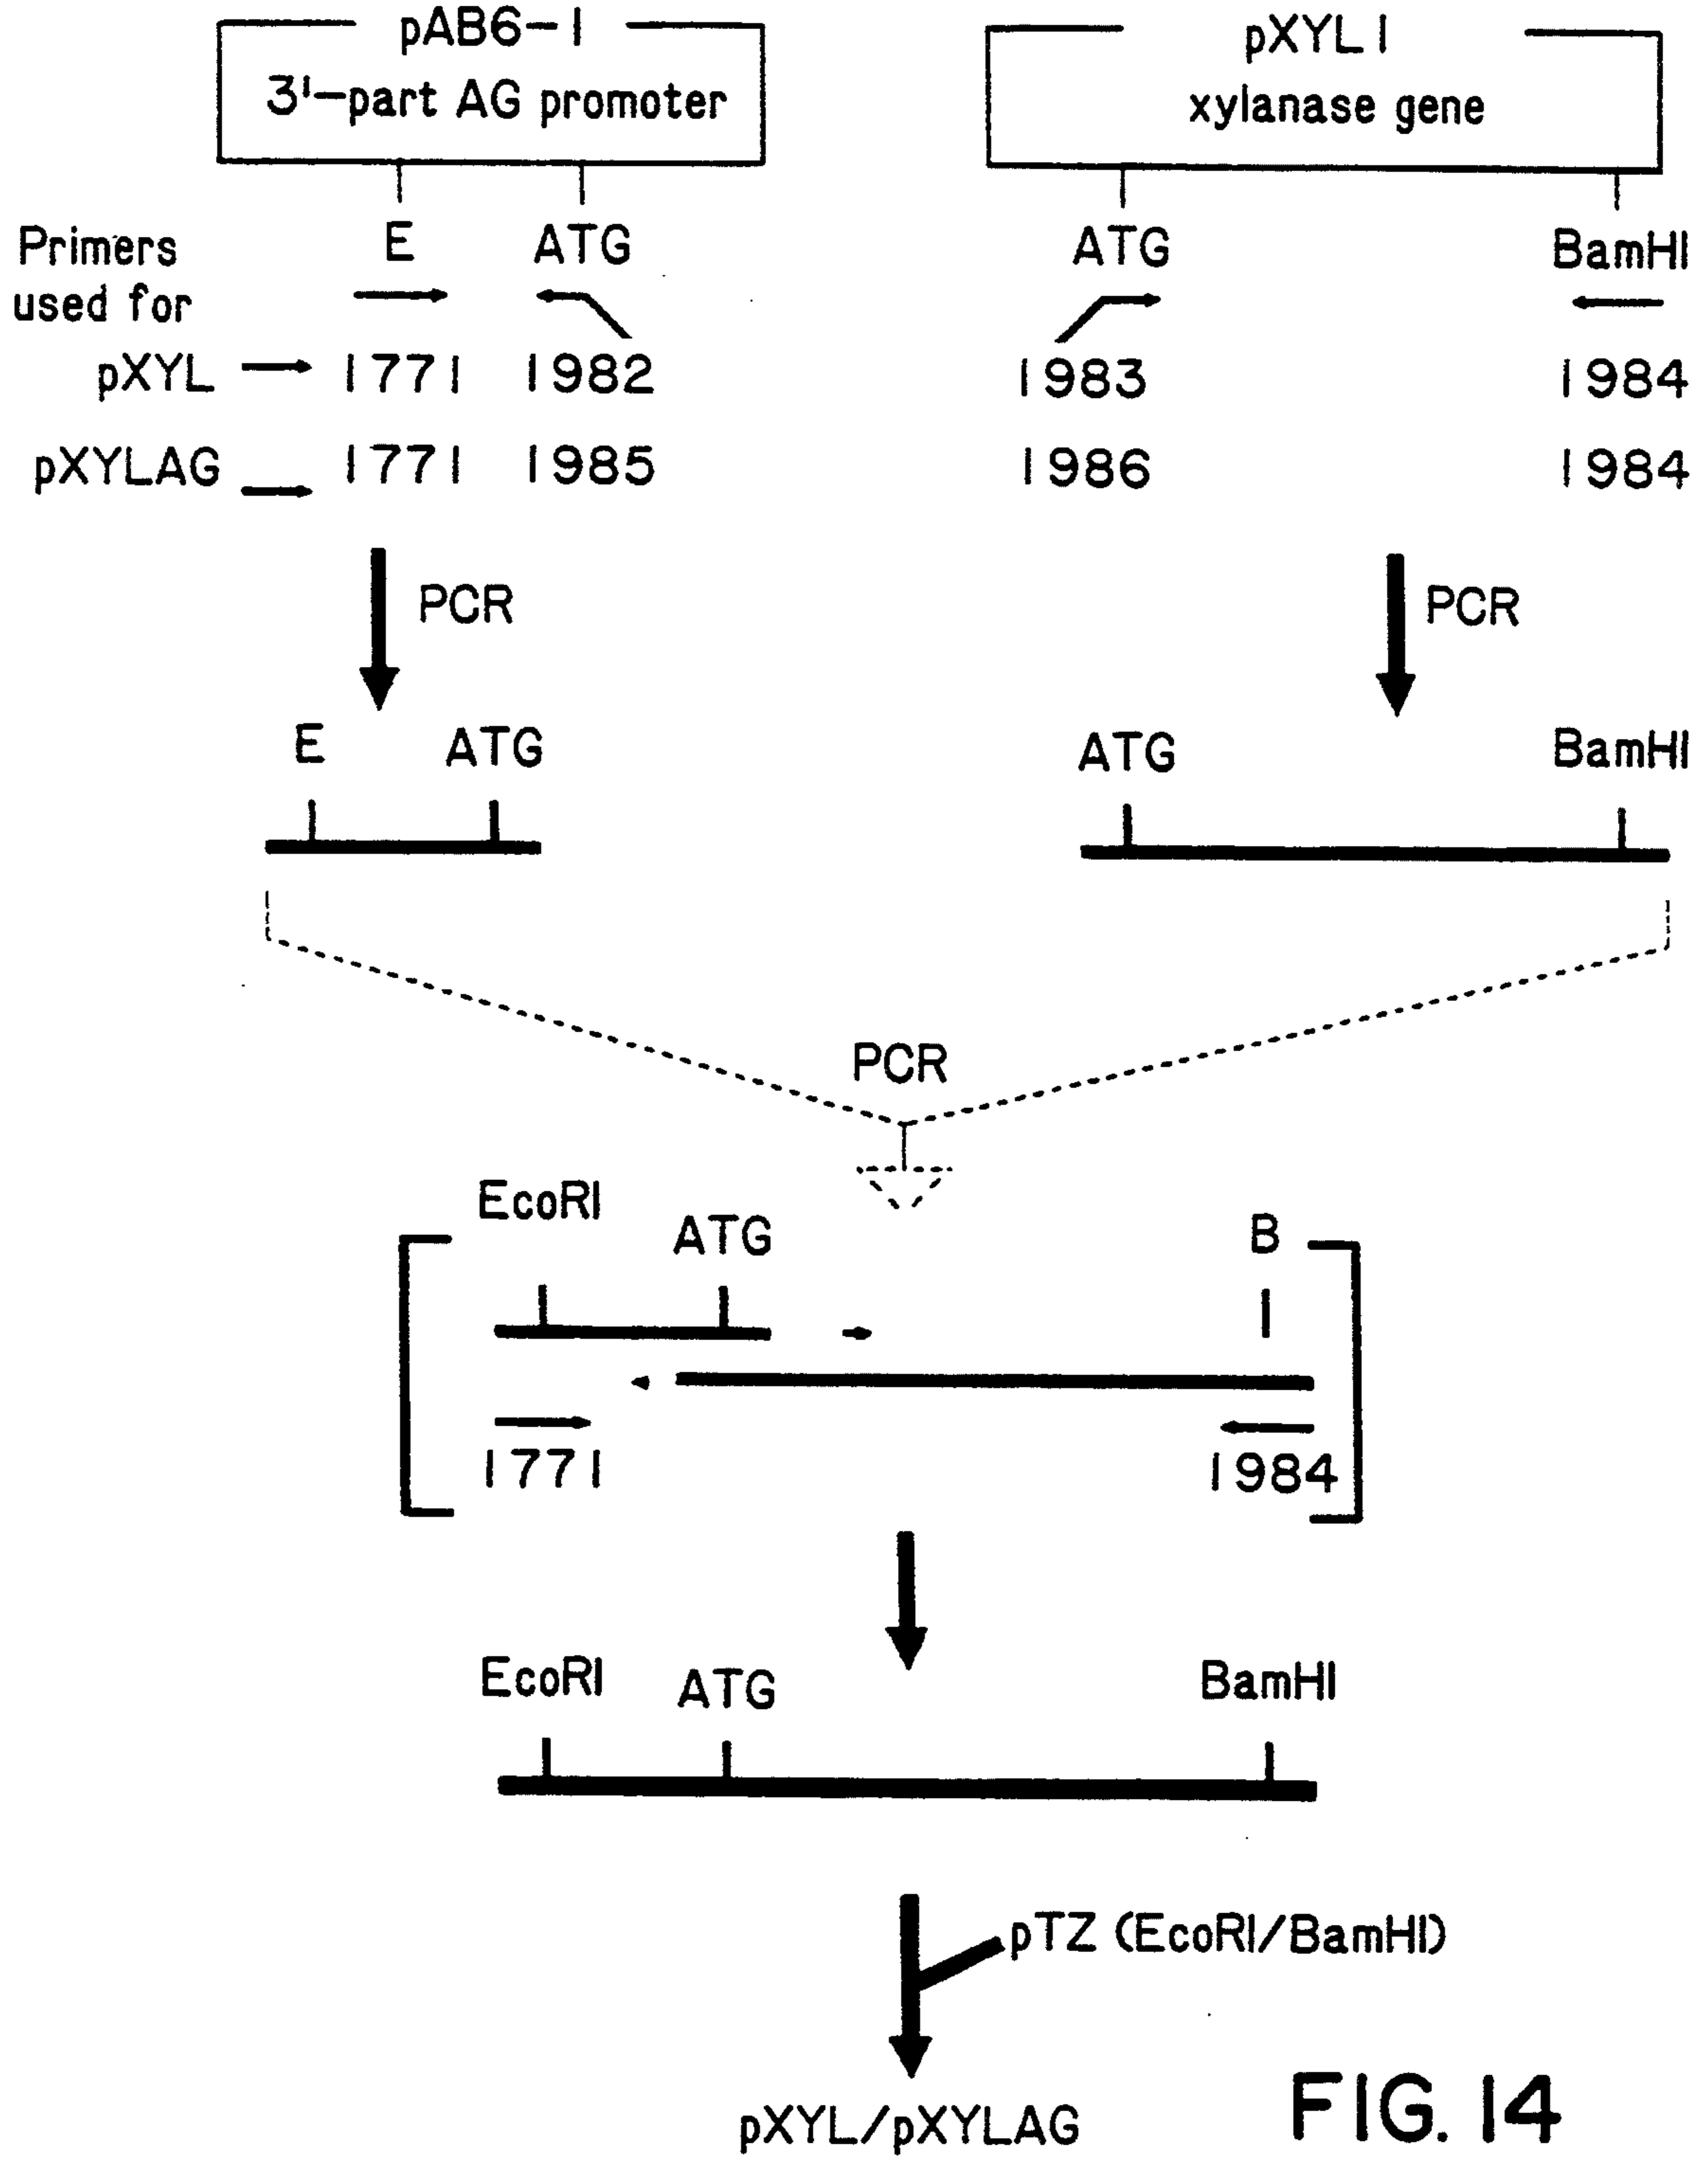 pAB6-1
3'-part AG promoter
pXYL1
xylanase gene
E
ATG
ATG
BamHI
Primers
used for
pXYL
1771
1982
1983
1984
pXYLAG
1771
1985
1986
1984
PCR
PCR
E
ATG
ATG
BamHI
PCR
EcoRI
ATG
B
1771
1984
EcoRI
ATG
BamHI
pTZ (EcoRI/BamHI)
pXYL/pXYLAG
FIG. 14